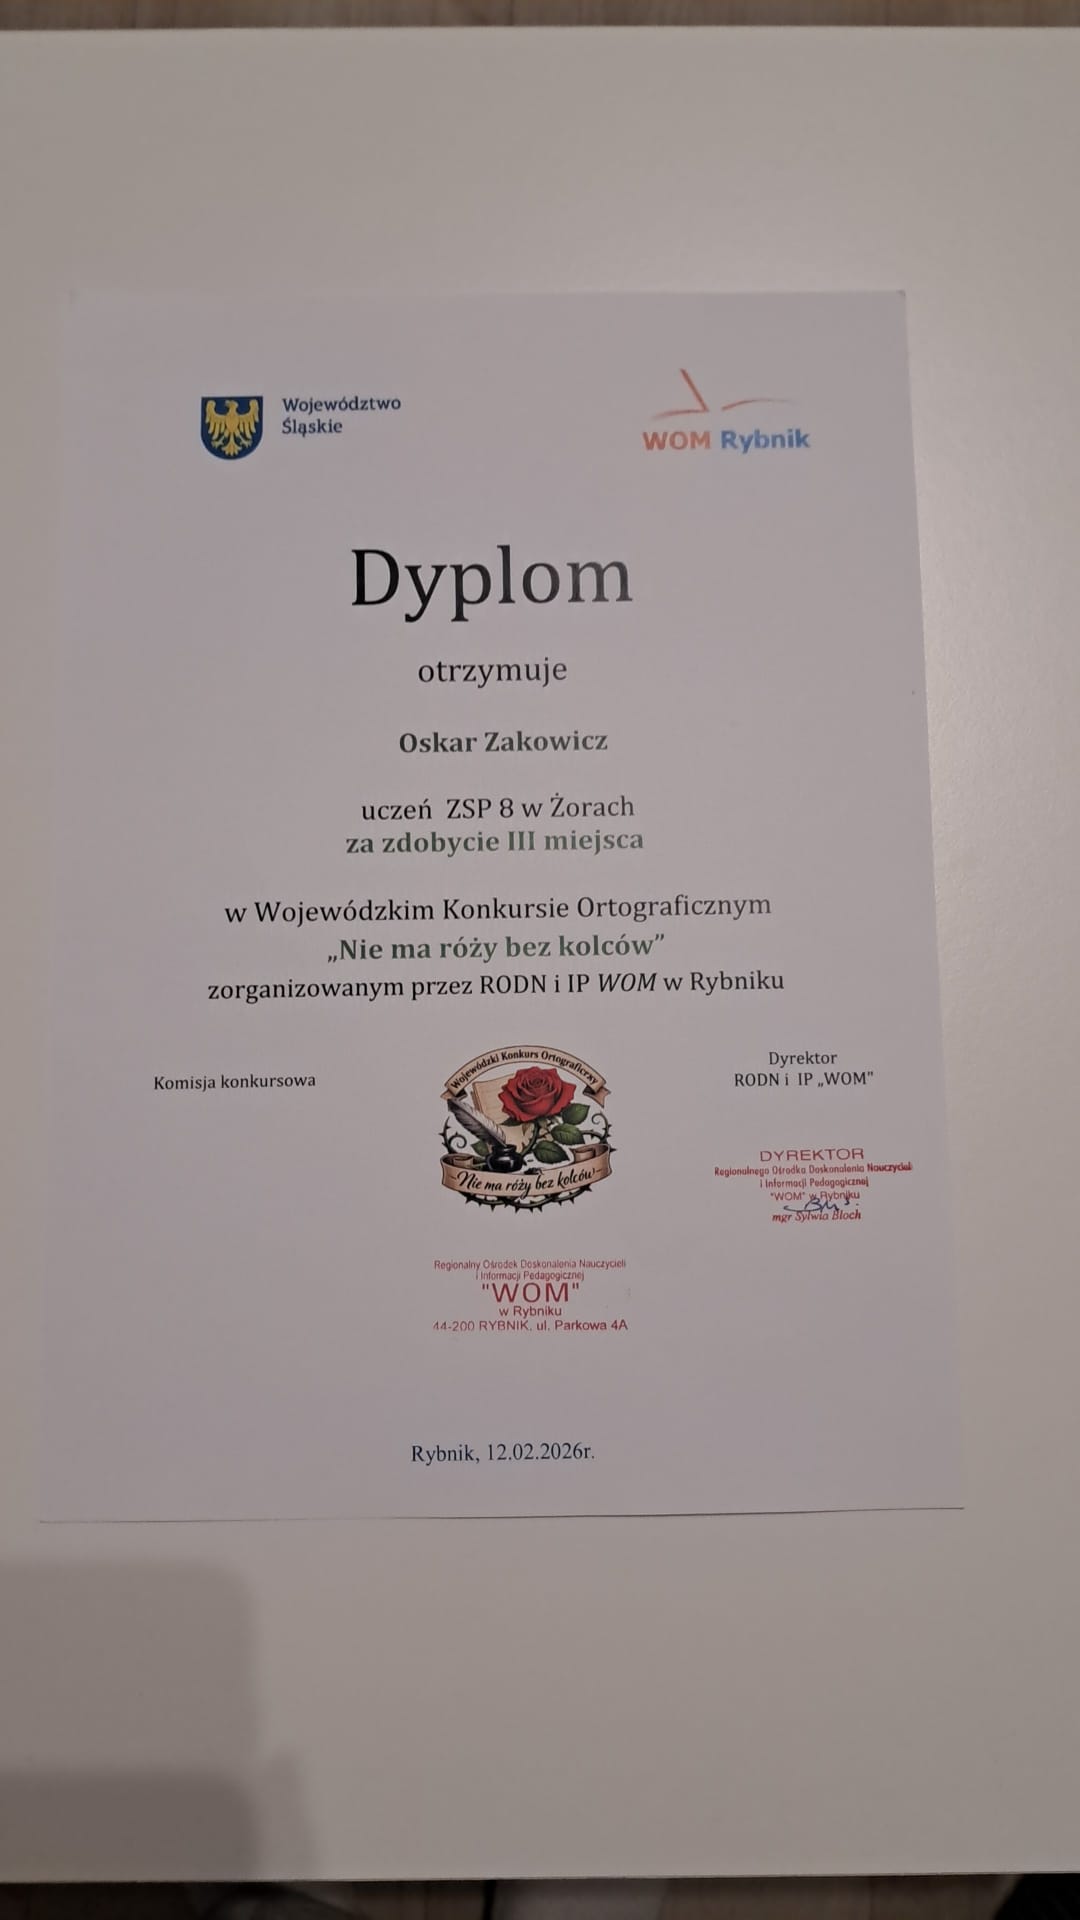 Województwo
Śląskie
WOM Rybnik
Dyplom
otrzymuje
Oskar Zakowicz
uczeń ZSP 8 w Żorach
za zdobycie III miejsca
w Wojewódzkim Konkursie Ortograficznym
„Nie ma róży bez kolców”
zorganizowanym przez RODN i IP WOM w Rybniku
Komisja konkursowa
Wojewódzki Konkurs Ortograficzny
Nie ma róży bez kolców
Dyrektor
RODN i IP „WOM”
DYREKTOR
Regionalnego Ośrodka Doskonalenia Nauczycieli
i Informacji Pedagogicznej
"WOM" w Rybniku
mgr Sylwia Bloch
Regionalny Ośrodek Doskonalenia Nauczycieli
i Informacji Pedagogicznej
"WOM"
w Rybniku
44-200 RYBNIK, ul. Parkowa 4A
Rybnik, 12.02.2026r.